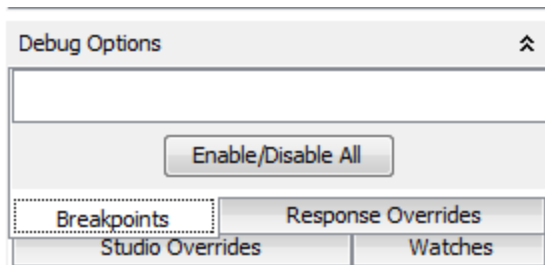 Debug Options
Enable/Disable All
Breakpoints Response Overrides
Studio Overrides Watches